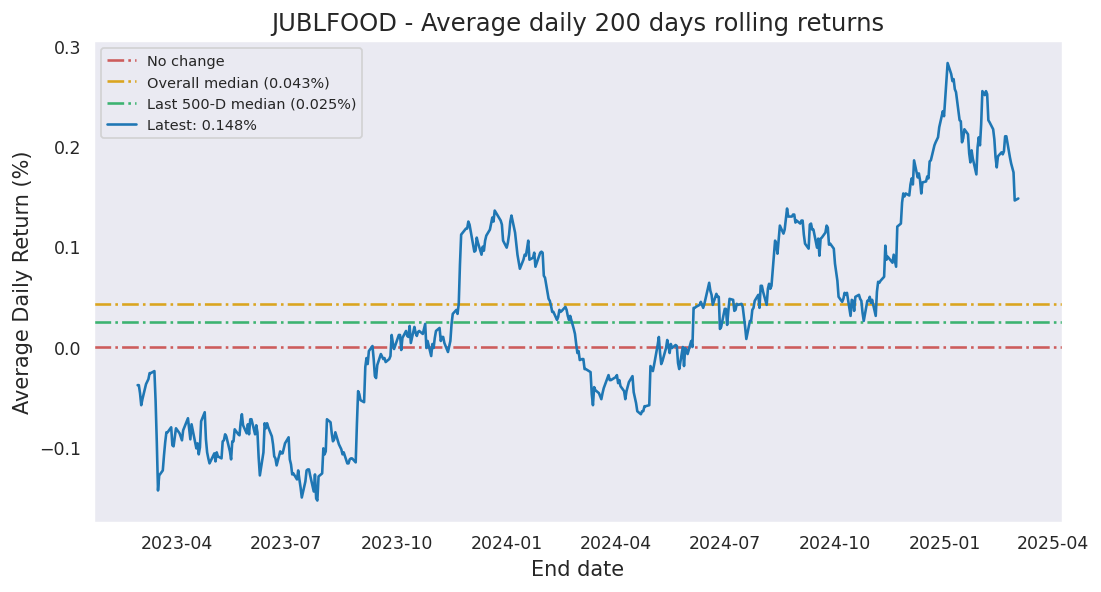 JUBLFOOD - Average daily 200 days rolling returns
No change
Overall median (0.043%)
Last 500-D median (0.025%)
Latest: 0.148%
Average Daily Return (%)
0.3
0.2
0.1
0.0
−0.1
2023-04 2023-07 2023-10 2024-01 2024-04 2024-07 2024-10 2025-01 2025-04
End date